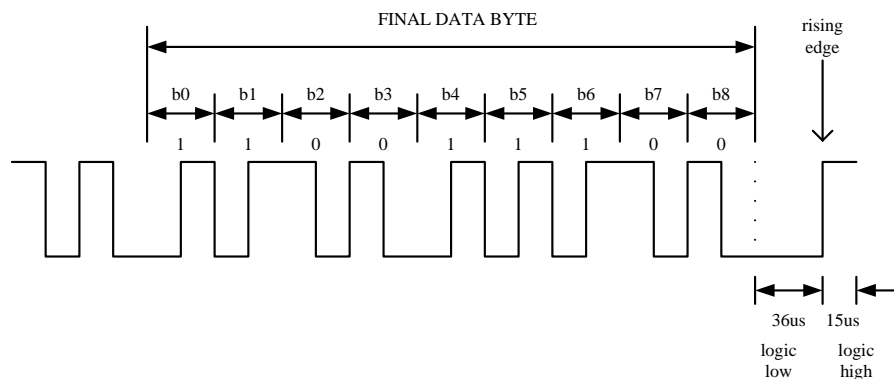 FINAL DATA BYTE
rising
edge
b0 b1 b2 b3 b4 b5 b6 b7 b8
1 1 0 0 1 1 1 0 0
36us 15us
logic logic
low high